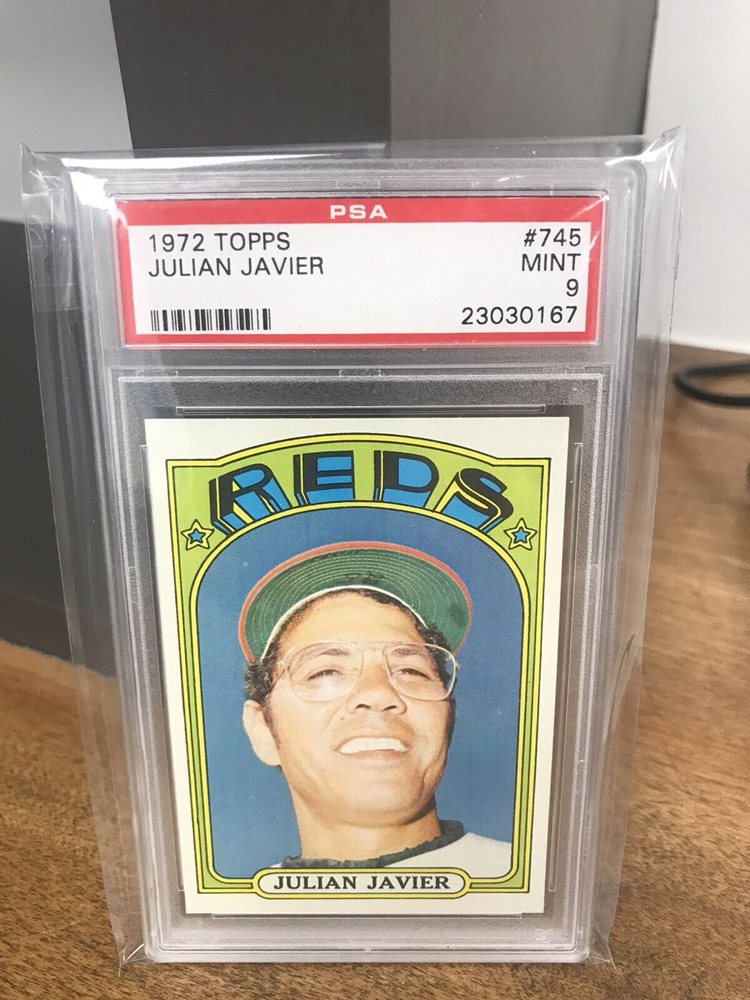 PSA
1972 TOPPS #745
JULIAN JAVIER MINT
9
23030167
REDS
JULIAN JAVIER